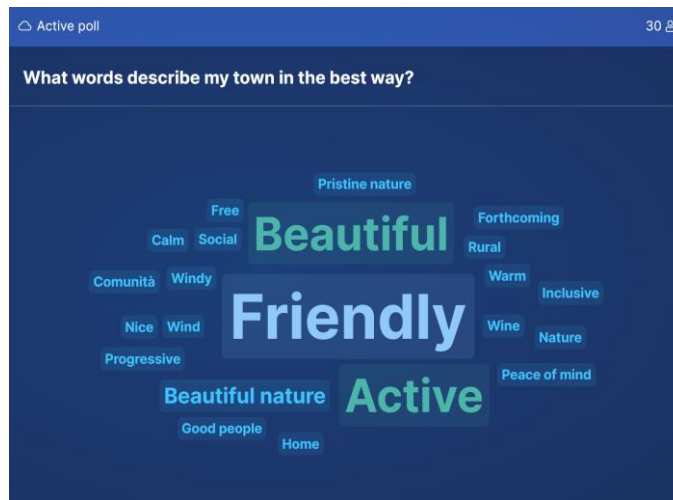 Active poll
30
What words describe my town in the best way?
Pristine nature
Free
Beautiful
Forthcoming
Calm
Social
Rural
Comunità
Windy
Friendly
Warm
Inclusive
Nice
Wind
Wine
Nature
Progressive
Beautiful nature
Active
Peace of mind
Good people
Home